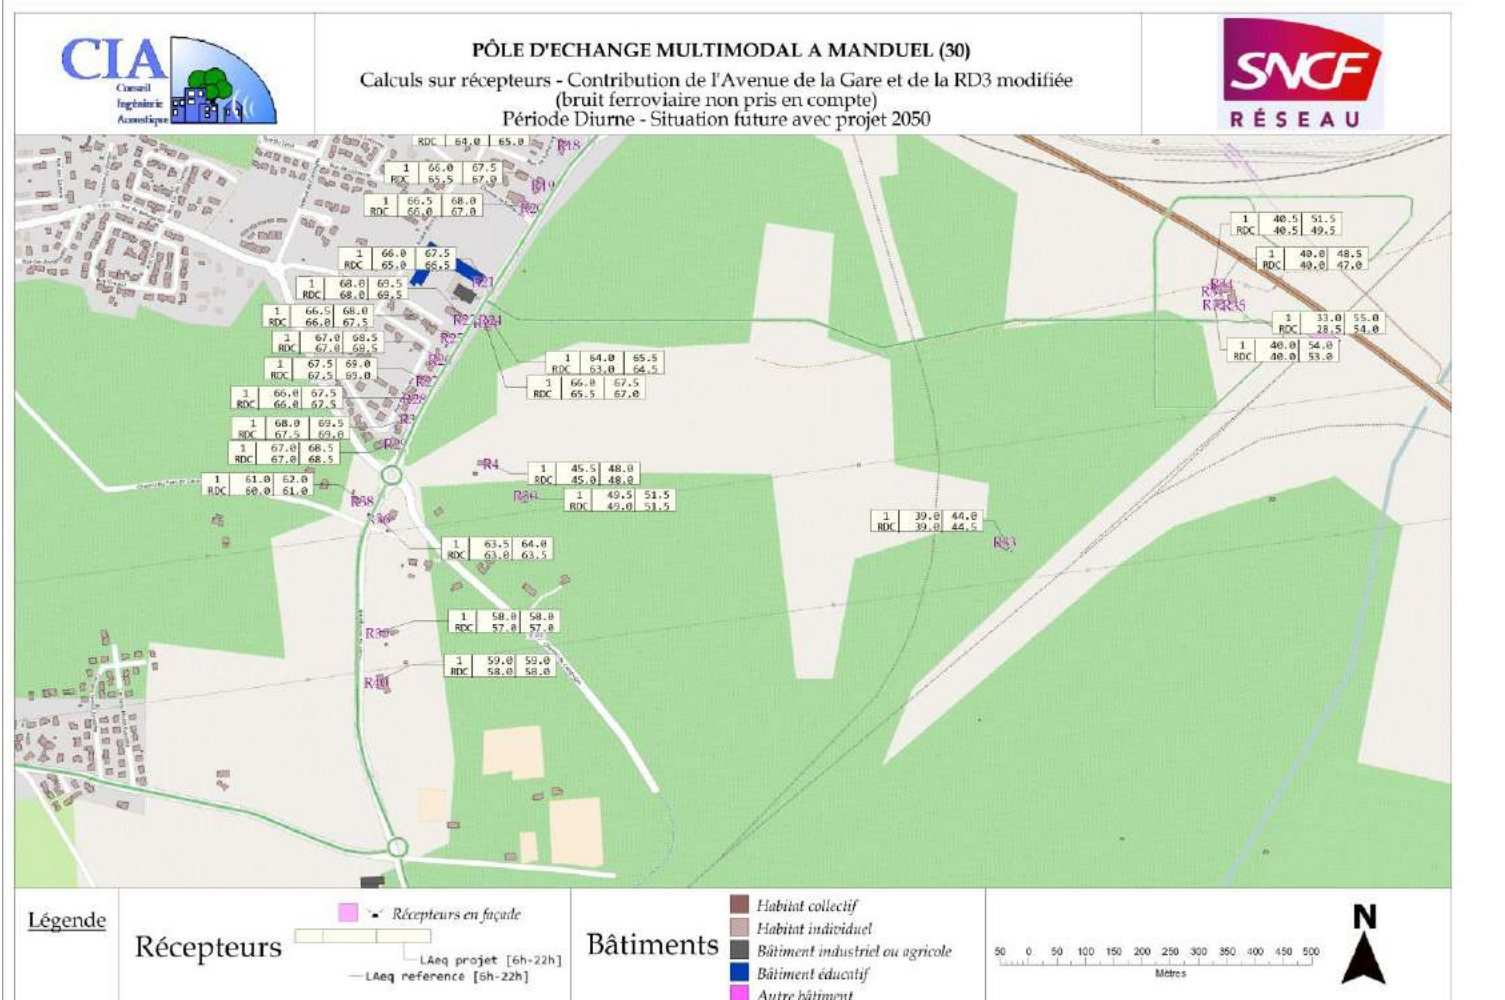 CIA
Conseil
Ingénierie
Acoustique
PÔLE D'ECHANGE MULTIMODAL A MANDUEL (30)
Calculs sur récepteurs - Contribution de l'Avenue de la Gare et de la RD3 modifiée
(bruit ferroviaire non pris en compte)
Période Diurne - Situation future avec projet 2050
SNCF
RÉSEAU
RDC 64.0 65.0
R18
1 66.0 67.5
RDC 65.5 67.0
R19
1 66.5 68.0
RDC 66.0 67.0
R20
1 40.5 51.5
RDC 40.5 49.5
1 66.0 67.5
RDC 65.0 66.5
R21
1 40.0 48.5
RDC 40.0 47.0
1 68.0 69.5
RDC 68.0 69.5
1 66.5 68.0
RDC 66.0 67.5
1 33.0 55.0
RDC 28.5 54.0
1 67.0 68.5
RDC 67.0 68.5
1 40.0 54.0
RDC 40.0 53.0
1 64.0 65.5
RDC 63.0 64.5
1 67.5 69.0
RDC 67.5 69.0
1 66.0 67.5
RDC 65.5 67.0
1 66.0 67.5
RDC 66.0 67.5
1 68.0 69.5
RDC 67.5 69.0
1 67.0 68.5
RDC 67.0 68.5
R4
1 45.5 48.0
RDC 45.0 48.0
1 61.0 62.0
RDC 60.0 61.0
R38
1 49.5 51.5
RDC 49.0 51.5
1 39.0 44.0
RDC 39.0 44.5
1 63.5 64.0
RDC 63.0 63.5
1 58.0 58.0
RDC 57.0 57.0
1 59.0 59.0
RDC 58.0 58.0
R40
Légende
Récepteurs
Récepteurs en façade
LAeq projet [6h-22h]
LAeq reference [6h-22h]
Bâtiments
Habitat collectif
Habitat individuel
Bâtiment industriel ou agricole
Bâtiment éducatif
Autre bâtiment
50 0 50 100 150 200 250 300 350 400 450 500
Mètres
N